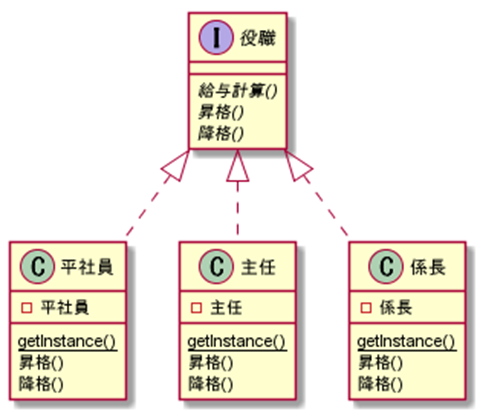 I 役職
給与計算()
昇格()
降格()
C 平社員
平社員
getInstance()
昇格()
降格()
C 主任
主任
getInstance()
昇格()
降格()
C 係長
係長
getInstance()
昇格()
降格()